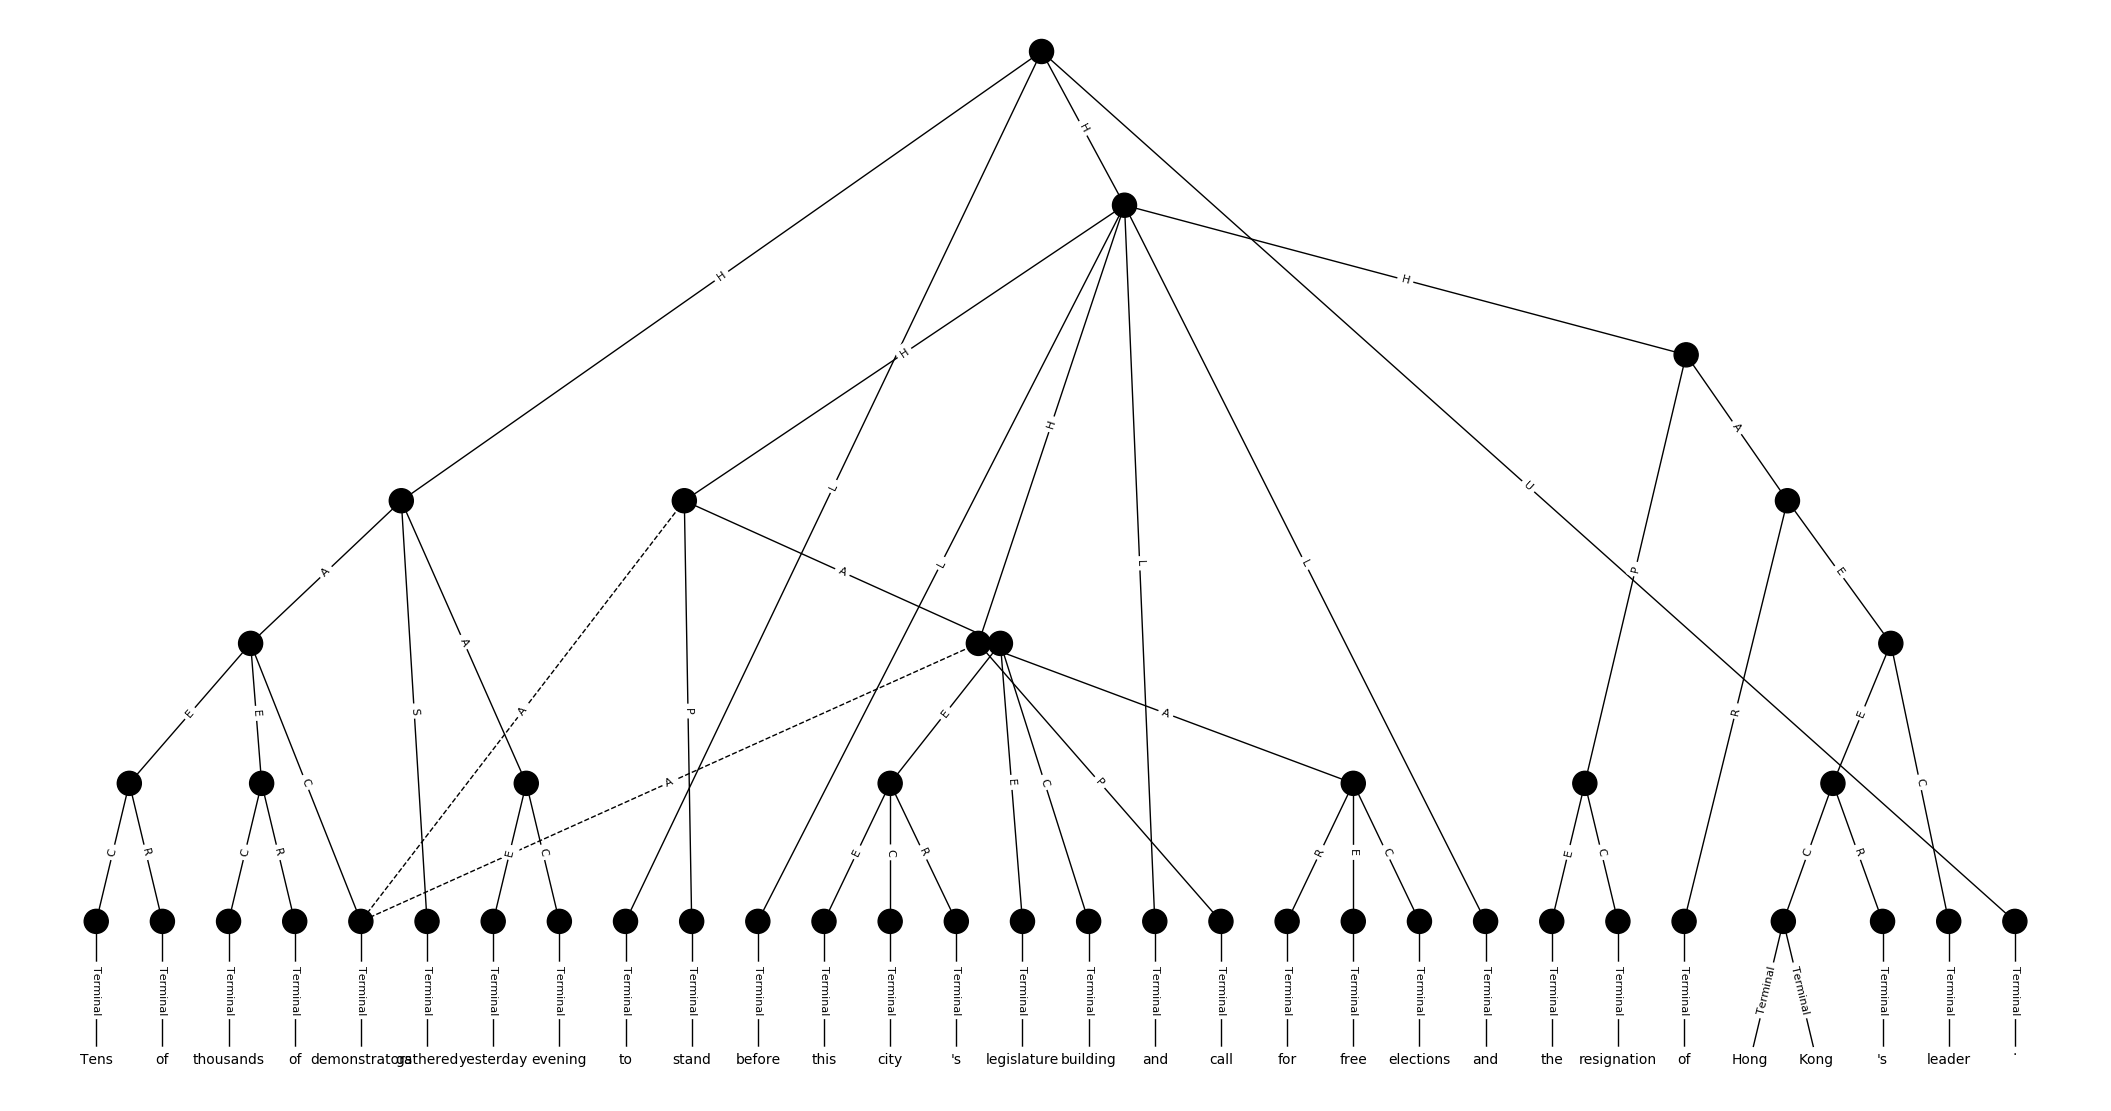 H
H
H
H
H
L
U
A
A
L
H
L
L
P
A
E
E
E
C
S
A
A
P
A
E
E
C
P
A
R
E
C
C
R
C
R
E
C
E
C
R
R
E
C
E
C
C
R
Terminal Terminal Terminal Terminal Terminal Terminal Terminal Terminal Terminal Terminal Terminal Terminal Terminal Terminal Terminal Terminal Terminal Terminal Terminal Terminal Terminal Terminal Terminal Terminal Terminal Terminal Terminal Terminal Terminal Terminal
Tens of thousands of demonstrators gathered yesterday evening to stand before this city 's legislature building and call for free elections and the resignation of Hong Kong 's leader .